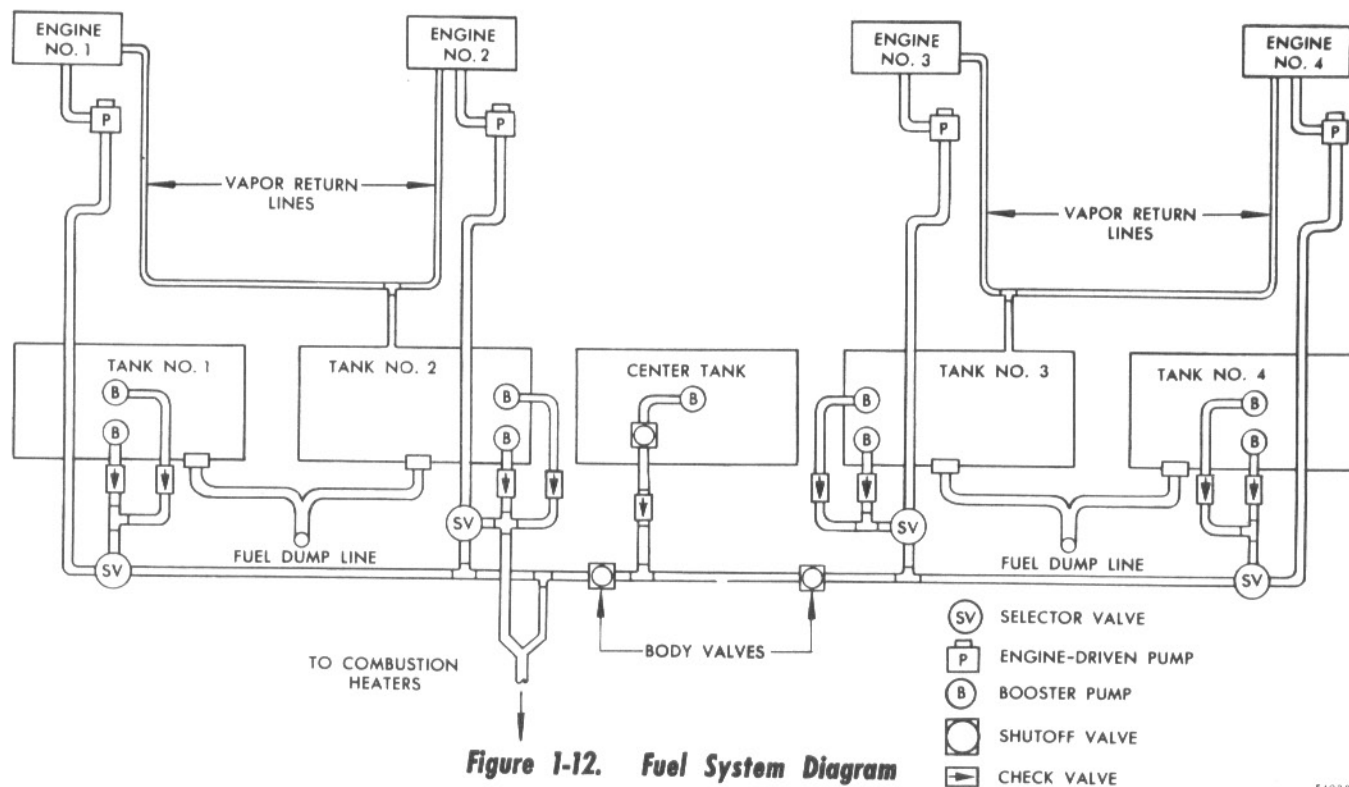 ENGINE
NO. 1
ENGINE
NO. 2
ENGINE
NO. 3
ENGINE
NO. 4
P
P
P
P
VAPOR RETURN
LINES
VAPOR RETURN
LINES
TANK NO. 1
TANK NO. 2
CENTER TANK
TANK NO. 3
TANK NO. 4
B
B
B
B
B
B
B
B
B
SV
SV
SV
SV
FUEL DUMP LINE
FUEL DUMP LINE
TO COMBUSTION
HEATERS
BODY VALVES
SV SELECTOR VALVE
P ENGINE-DRIVEN PUMP
B BOOSTER PUMP
SHUTOFF VALVE
CHECK VALVE
Figure 1-12. Fuel System Diagram